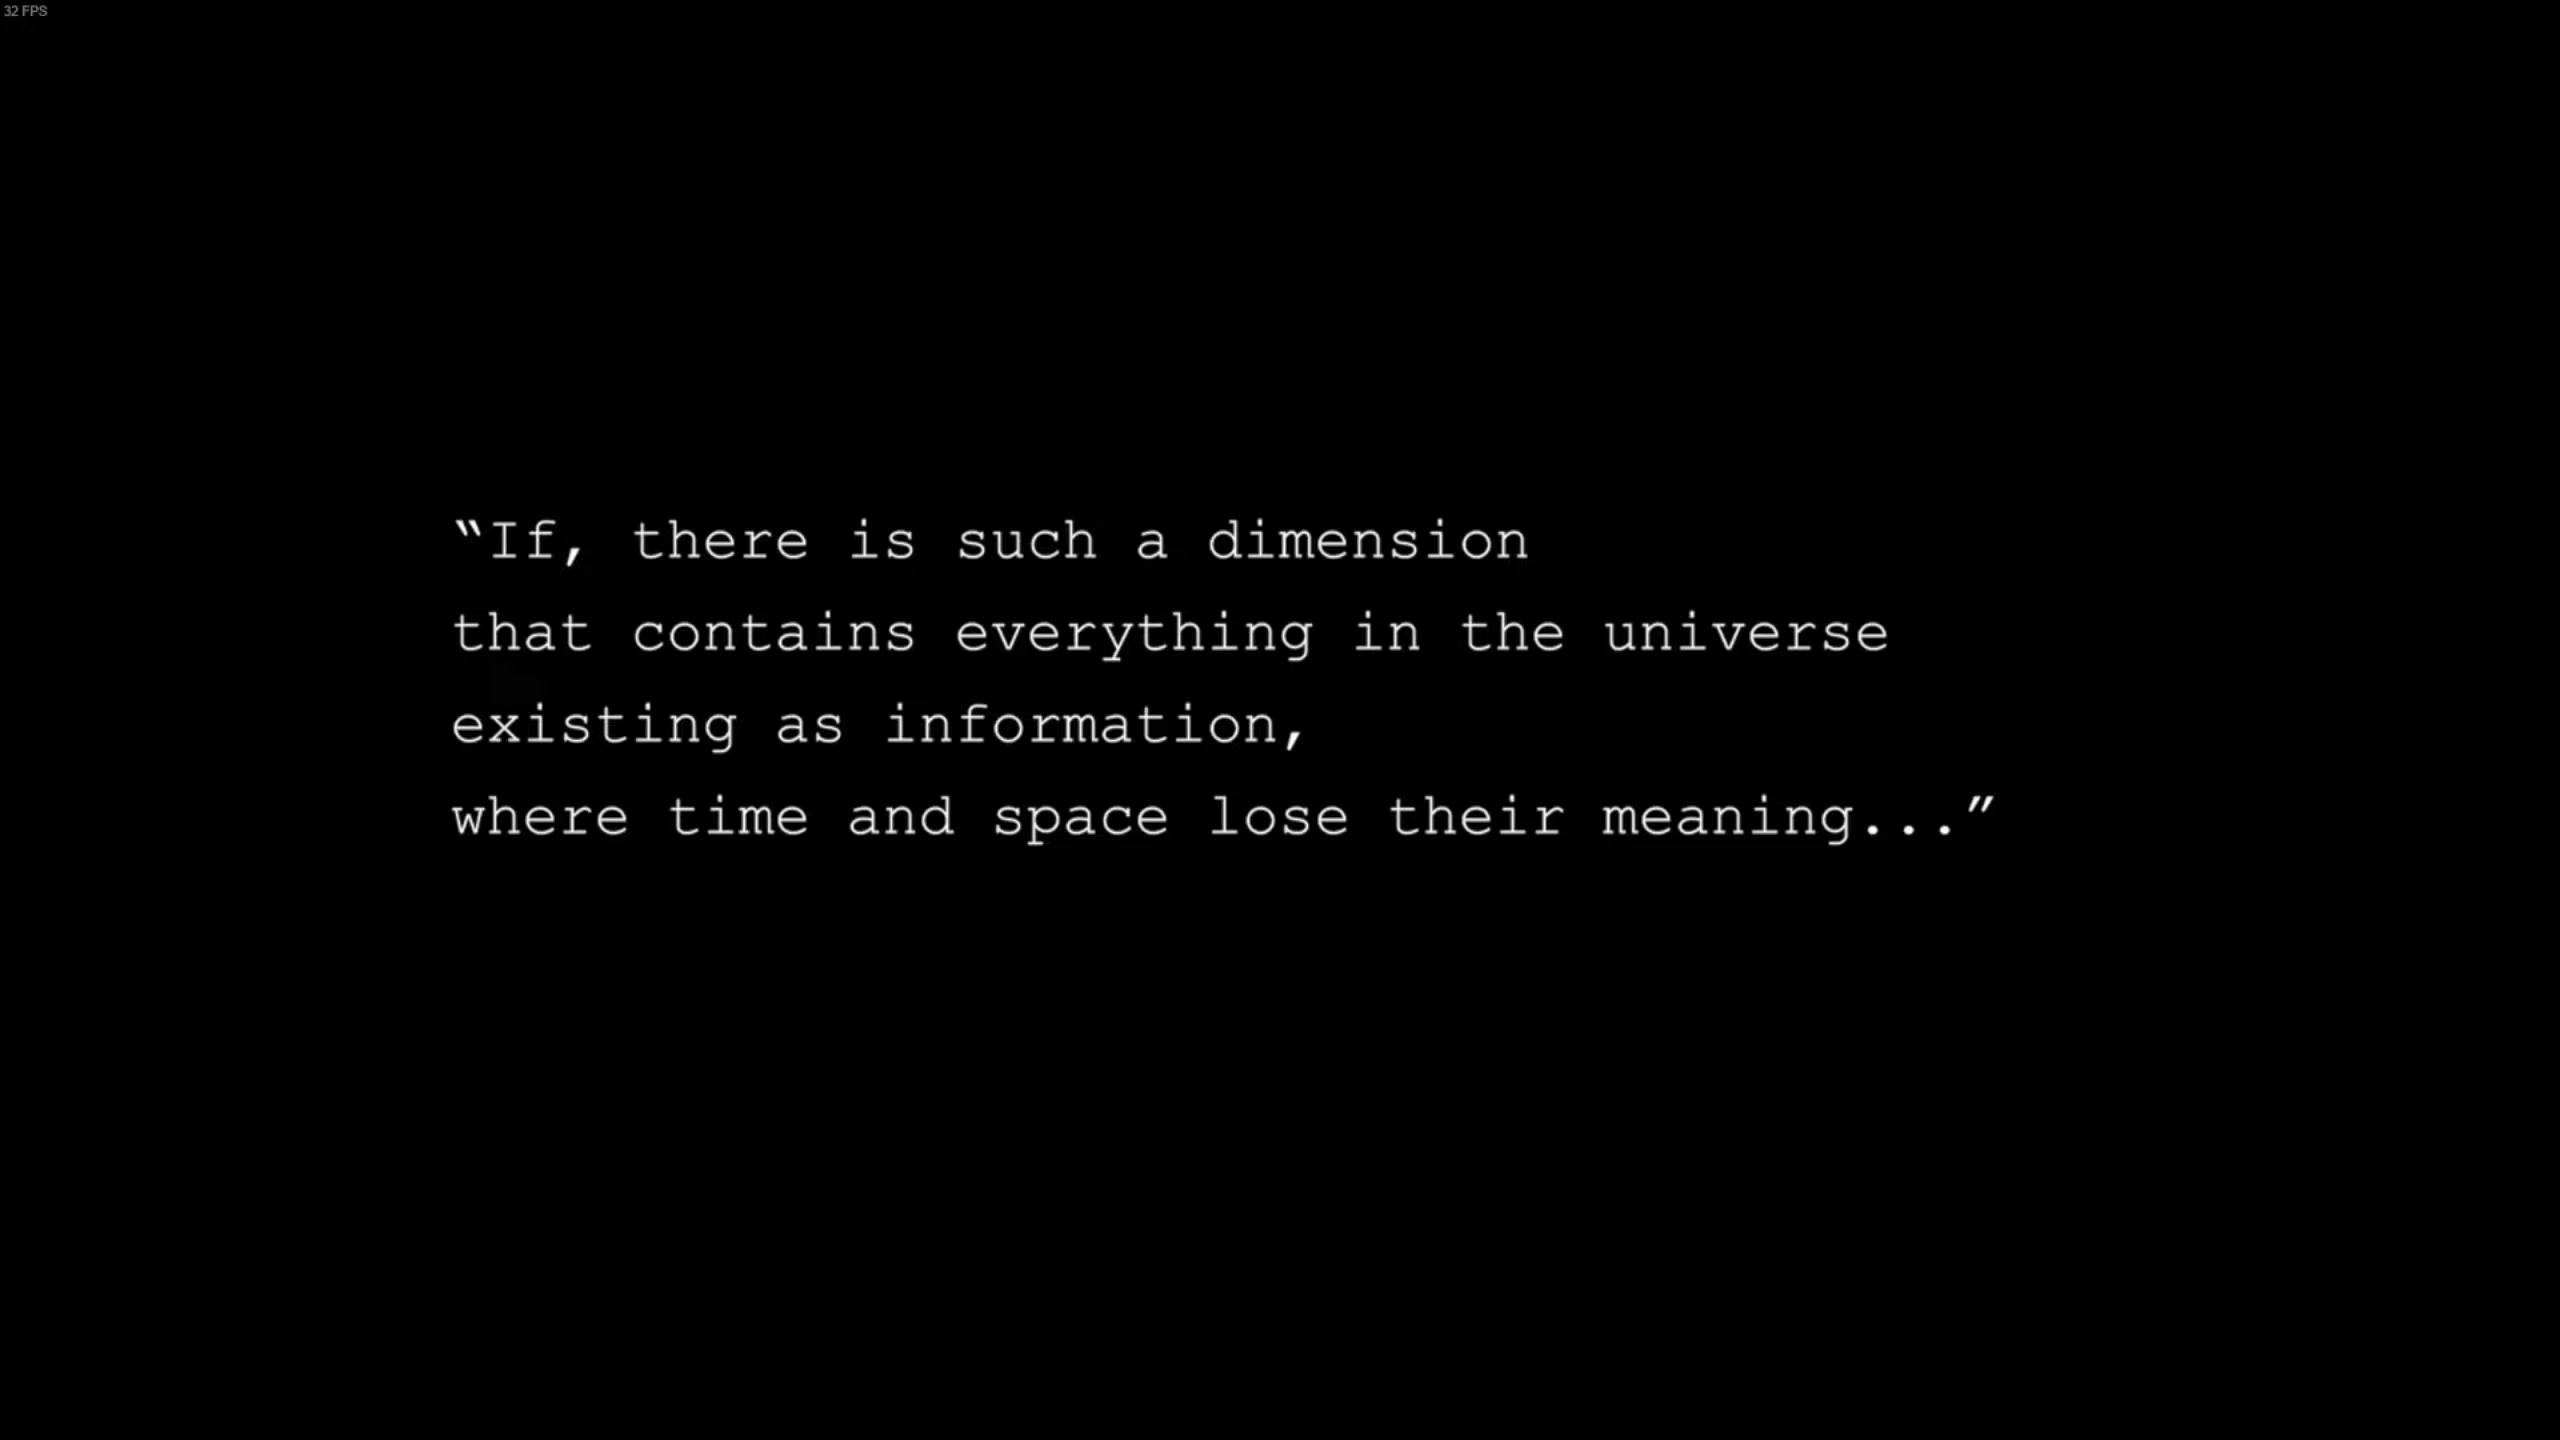 32 FPS
“If, there is such a dimension
that contains everything in the universe
existing as information,
where time and space lose their meaning...”